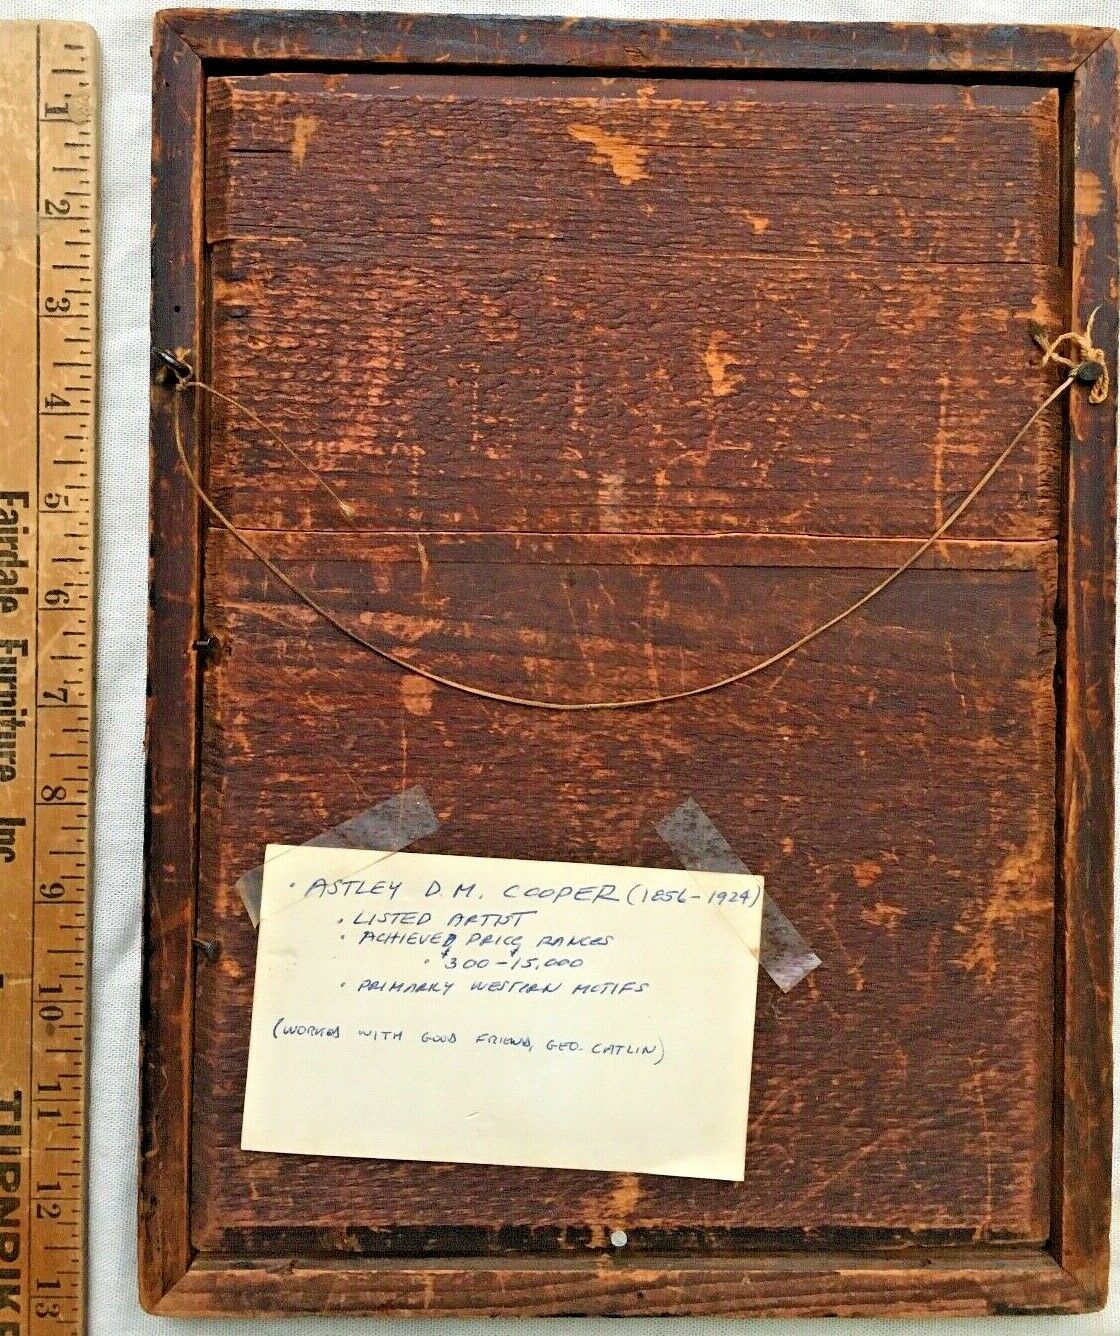 • ASTLEY D.M. COOPER (1856-1924)
• LISTED ARTIST
• ACHIEVED PRICE RANGES
• $300 - $15,000
• PRIMARILY WESTERN MOTIFS
(WORKED WITH GOOD FRIEND, GEO. CATLIN)
1
2
3
4
5
6
7
8
9
10
11
12
13
Fairdale Furniture Inc